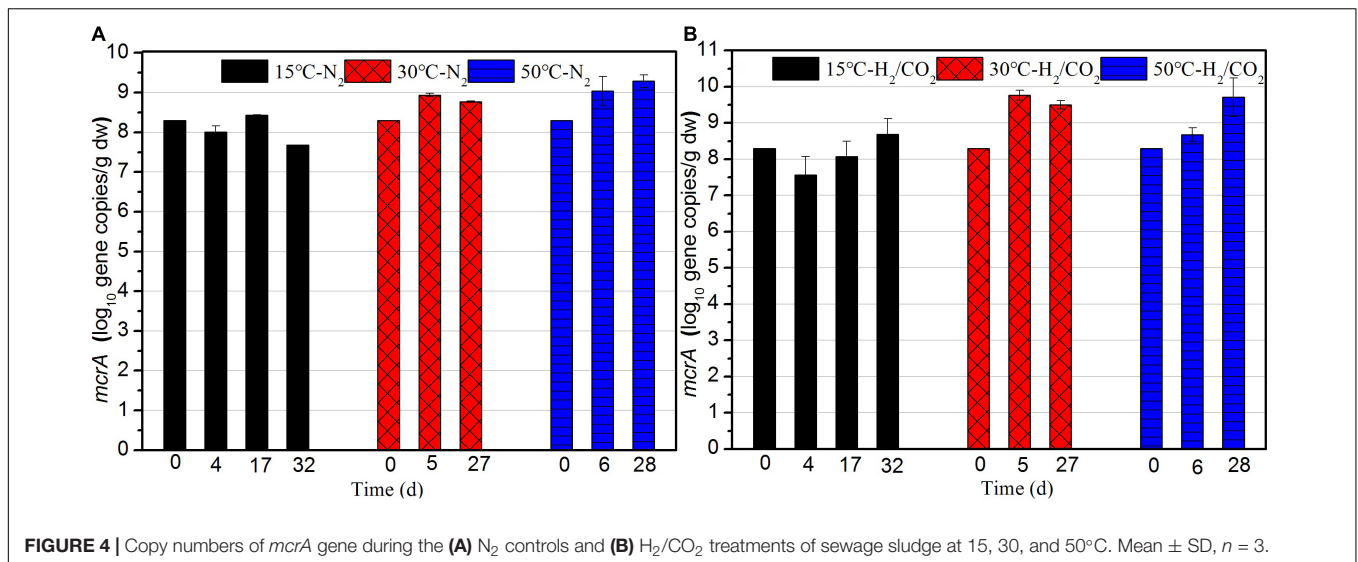 A
15°C-N₂ 30°C-N₂ 50°C-N₂
mcrA (log₁₀ gene copies/g dw)
10
9
8
7
6
5
4
3
2
1
0
0 4 17 32 0 5 27 0 6 28
Time (d)
B
15°C-H₂/CO₂ 30°C-H₂/CO₂ 50°C-H₂/CO₂
mcrA (log₁₀ gene copies/g dw)
11
10
9
8
7
6
5
4
3
2
1
0
0 4 17 32 0 5 27 0 6 28
Time (d)
FIGURE 4 | Copy numbers of mcrA gene during the (A) N₂ controls and (B) H₂/CO₂ treatments of sewage sludge at 15, 30, and 50°C. Mean ± SD, n = 3.